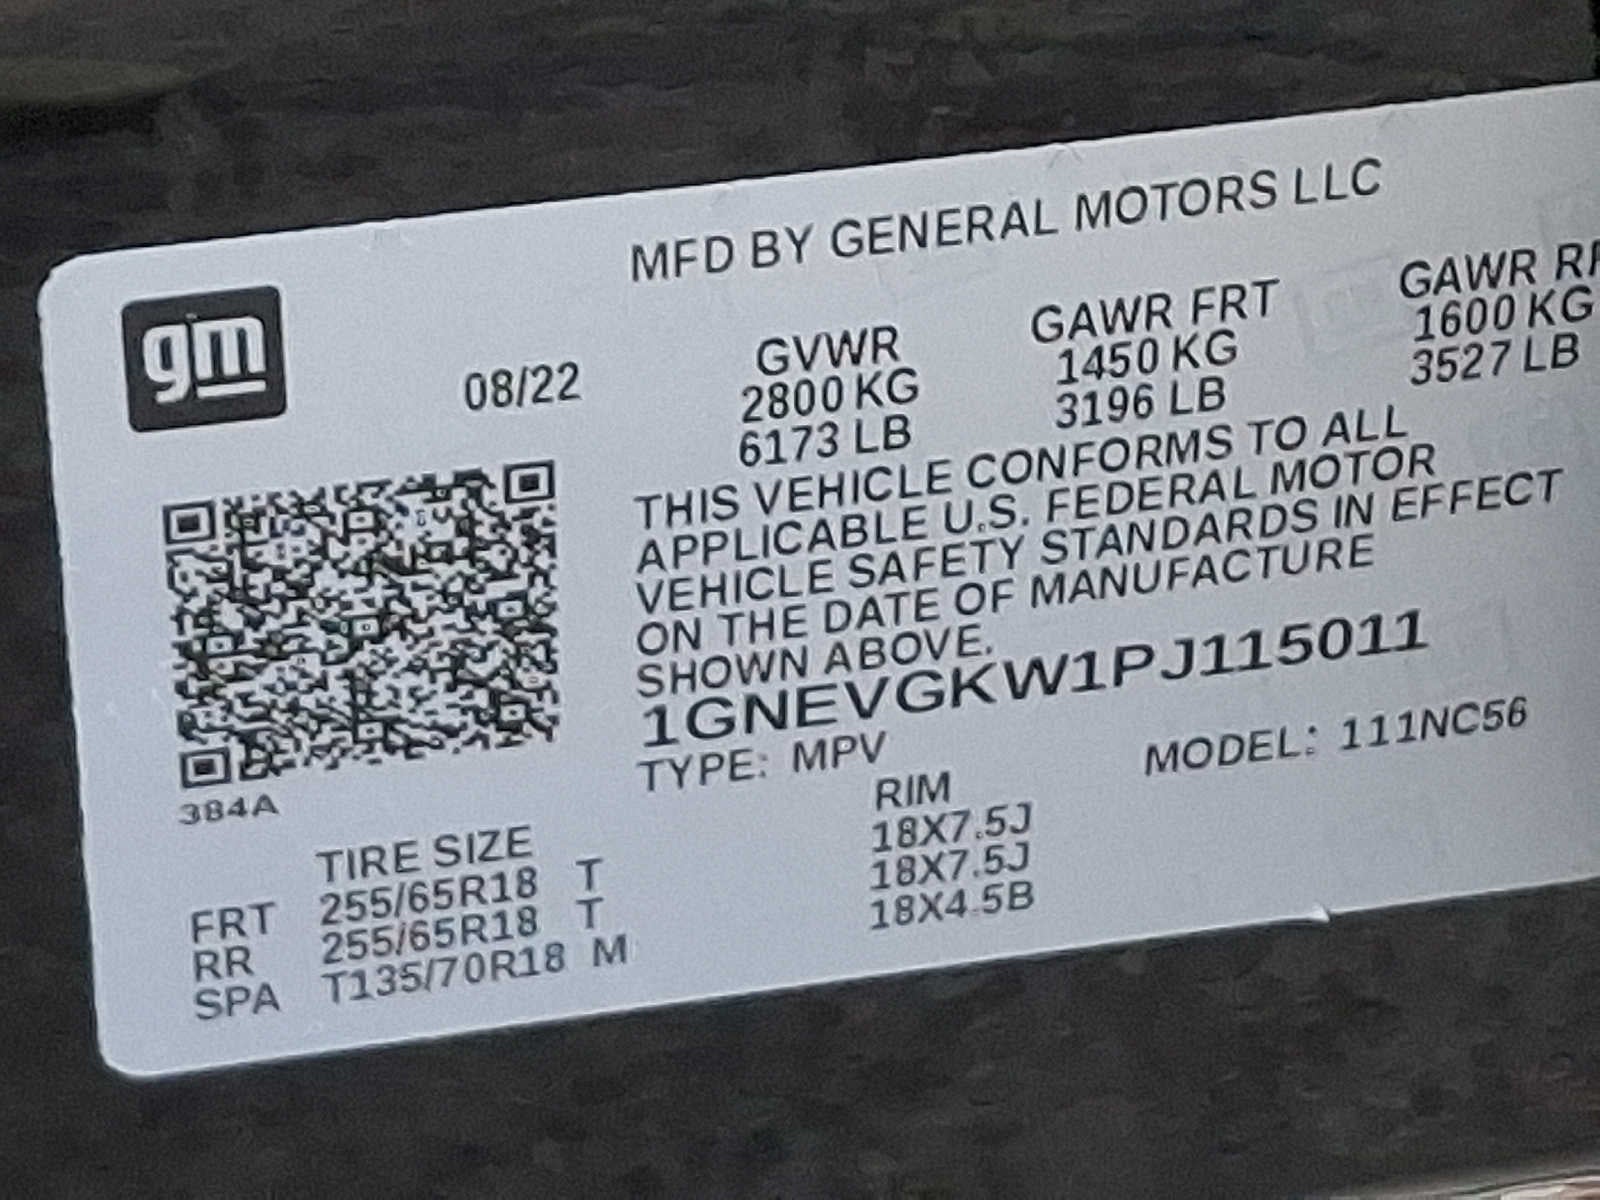 MFD BY GENERAL MOTORS LLC
gm
08/22
GVWR GAWR FRT GAWR RR
2800 KG 1450 KG 1600 KG
6173 LB 3196 LB 3527 LB
THIS VEHICLE CONFORMS TO ALL
APPLICABLE U.S. FEDERAL MOTOR
VEHICLE SAFETY STANDARDS IN EFFECT
ON THE DATE OF MANUFACTURE
SHOWN ABOVE.
1GNEVGKW1PJ115011
TYPE: MPV MODEL: 111NC56
384A
TIRE SIZE RIM
FRT 255/65R18 T 18X7.5J
RR 255/65R18 T 18X7.5J
SPA T135/70R18 M 18X4.5B